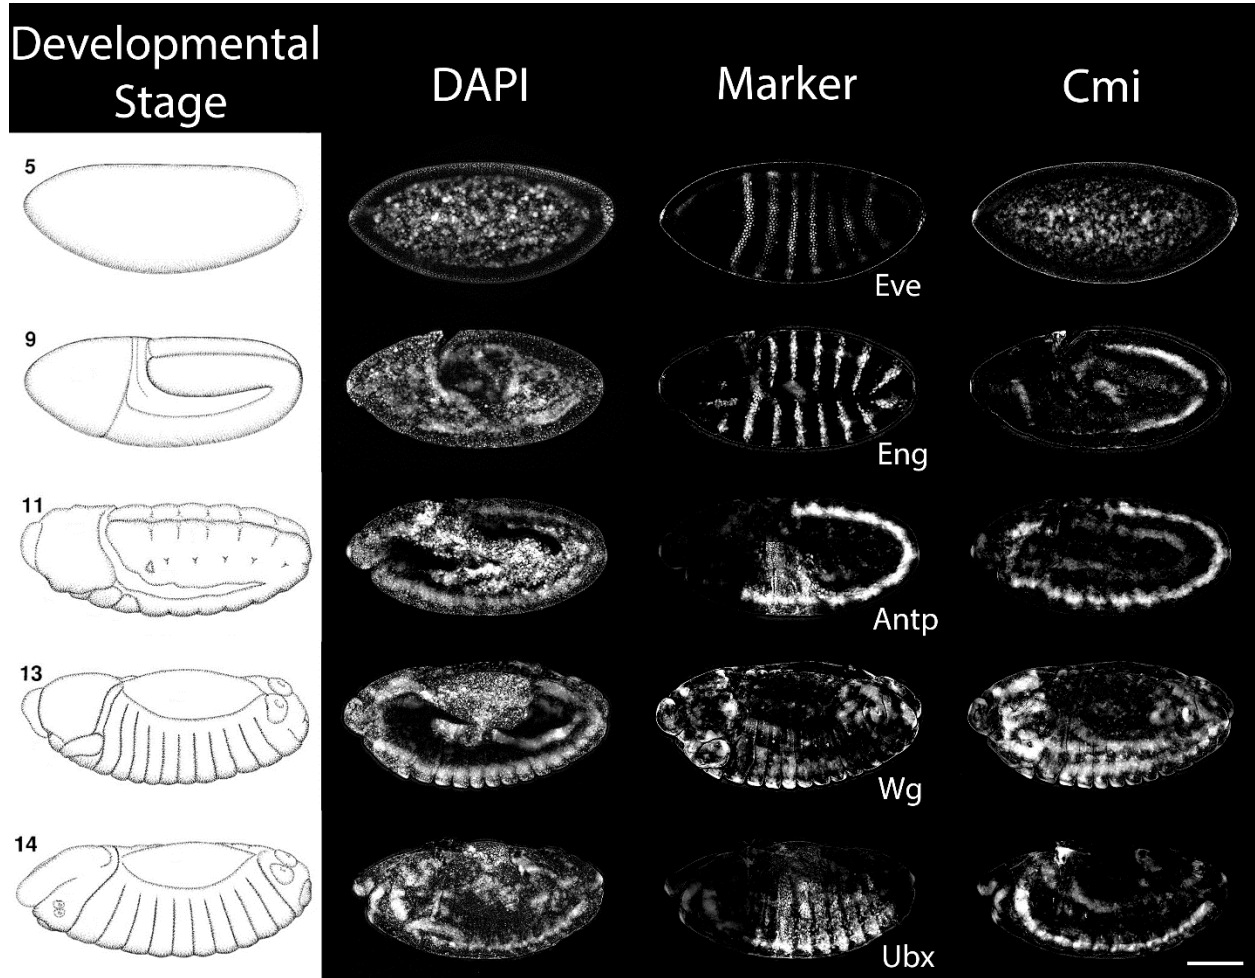 Developmental
Stage
DAPI
Marker
Cmi
5
Eve
9
Eng
11
Antp
13
Wg
14
Ubx